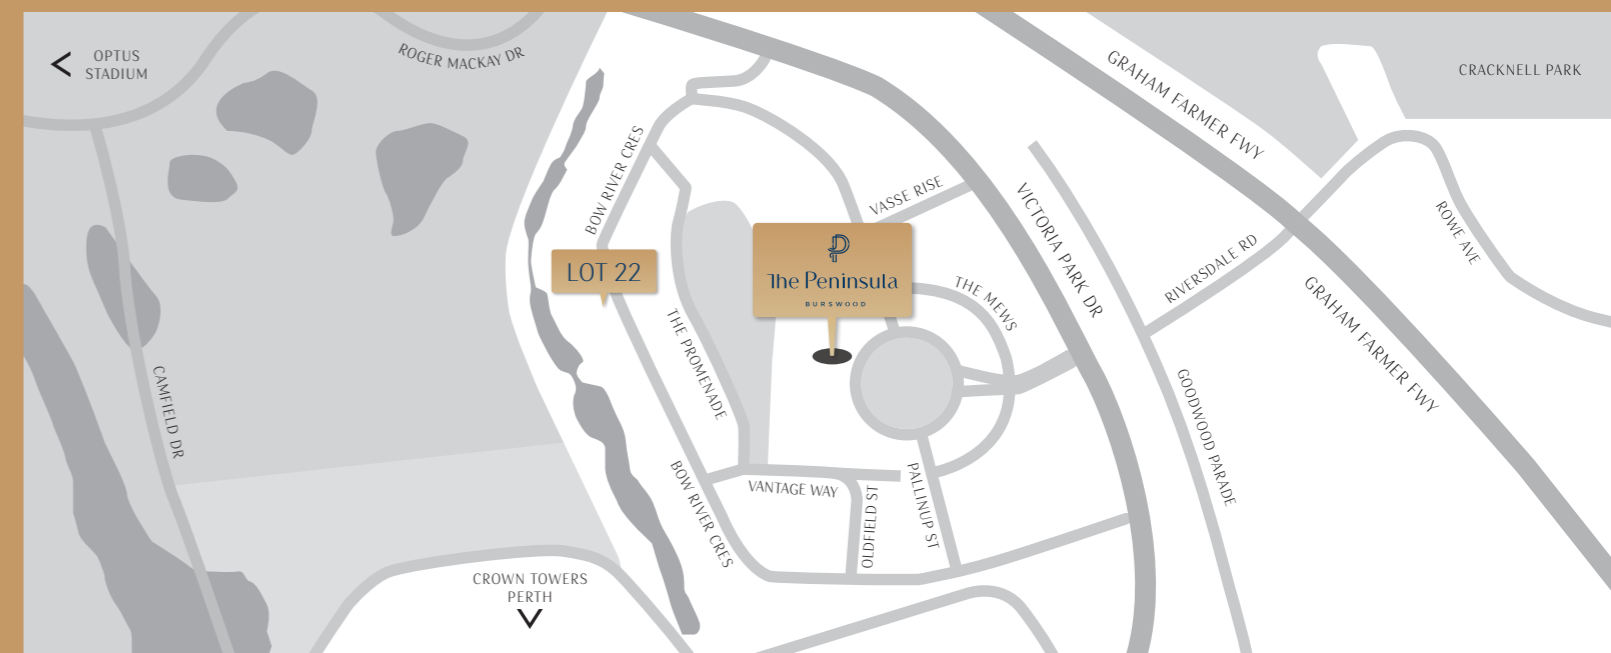 OPTUS
STADIUM
ROGER MACKAY DR
GRAHAM FARMER FWY
CRACKNELL PARK
BOW RIVER CRES
VASSE RISE
VICTORIA PARK DR
ROWE AVE
RIVERSDALE RD
LOT 22
The Peninsula
BURSWOOD
THE MEWS
GRAHAM FARMER FWY
THE PROMENADE
CAMFIELD DR
GOODWOOD PARADE
BOW RIVER CRES
VANTAGE WAY
OLDFIELD ST
PALLINUP ST
CROWN TOWERS
PERTH